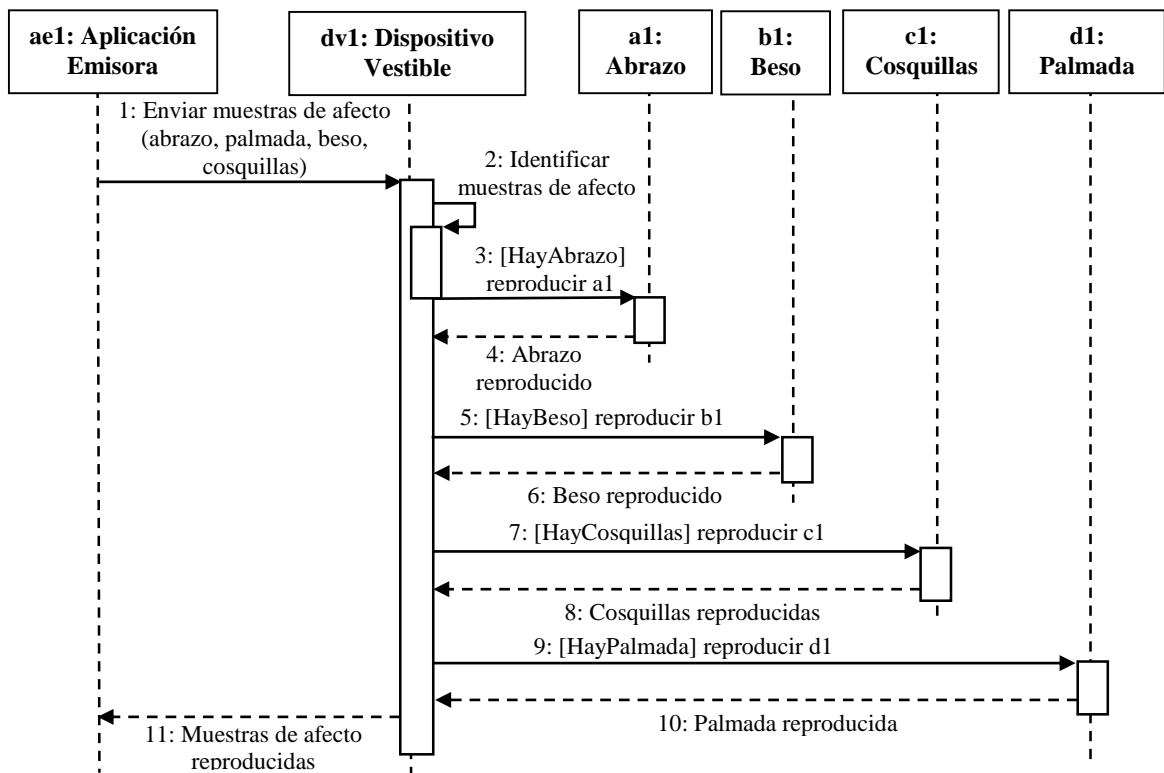 ae1: Aplicación
Emisora
dv1: Dispositivo
Vestible
a1:
Abrazo
b1:
Beso
c1:
Cosquillas
d1:
Palmada
1: Enviar muestras de afecto
(abrazo, palmada, beso,
cosquillas)
2: Identificar
muestras de afecto
3: [HayAbrazo]
reproducir a1
4: Abrazo
reproducido
5: [HayBeso] reproducir b1
6: Beso reproducido
7: [HayCosquillas] reproducir c1
8: Cosquillas reproducidas
9: [HayPalmada] reproducir d1
10: Palmada reproducida
11: Muestras de afecto
reproducidas